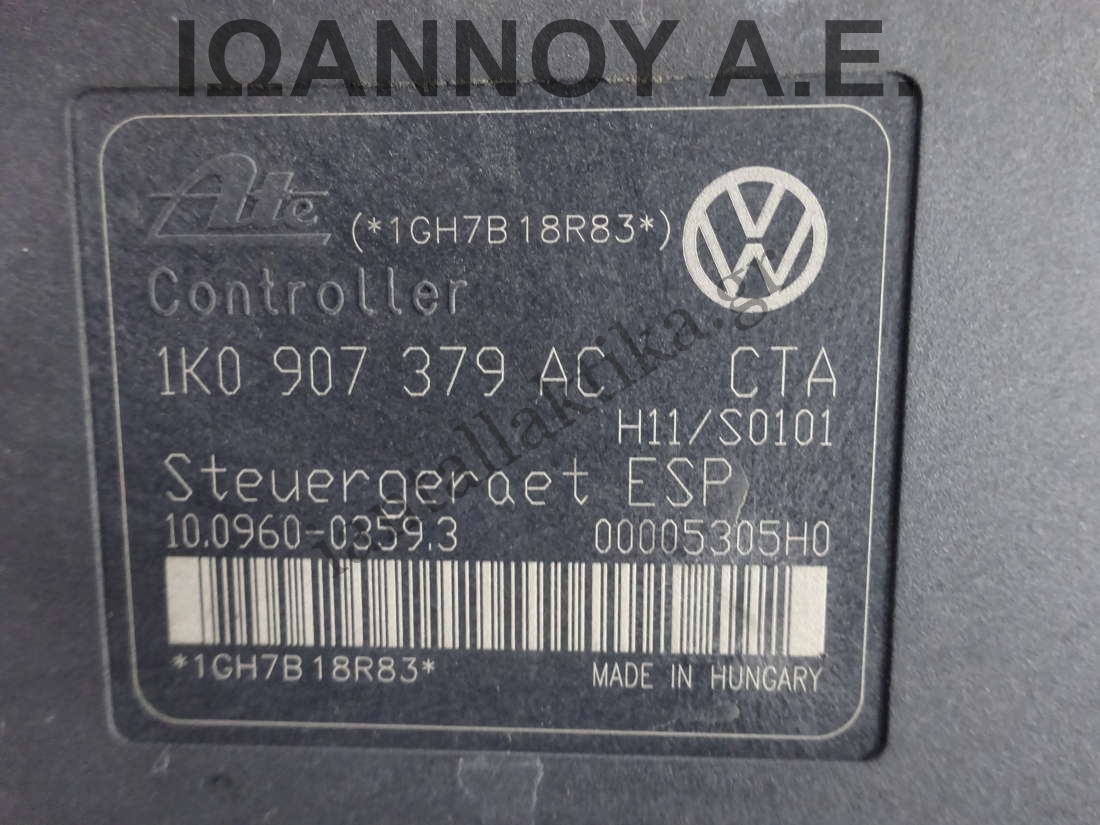 ΙΩΑΝΝΟΥ Α.Ε.
Ate (*1GH7B18R83*)
Controller
1K0 907 379 AC CTA
H11/S0101
Steuergeraet ESP
10.0960-0359.3 00005305H0
*1GH7B18R83* MADE IN HUNGARY